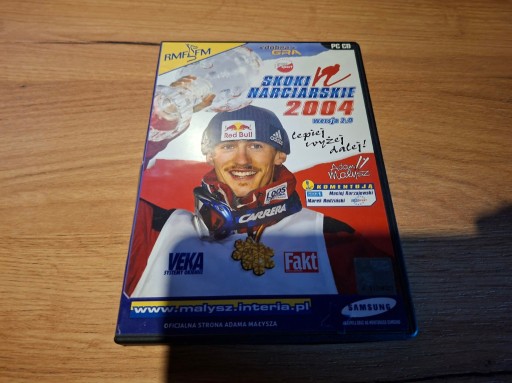 RMF FM
GRA
PC CD
SKOKI
NARCIARSKIE
2004
wersja 2.0
lepiej
wyżej
dalej!
Adam
Małysz
KOMENTUJĄ
Maciej Kurzajewski
Marek Rudziński
Red Bull
CARRERA
VEKA
Fakt
www.malysz.interia.pl
OFICJALNA STRONA ADAMA MAŁYSZA
SAMSUNG